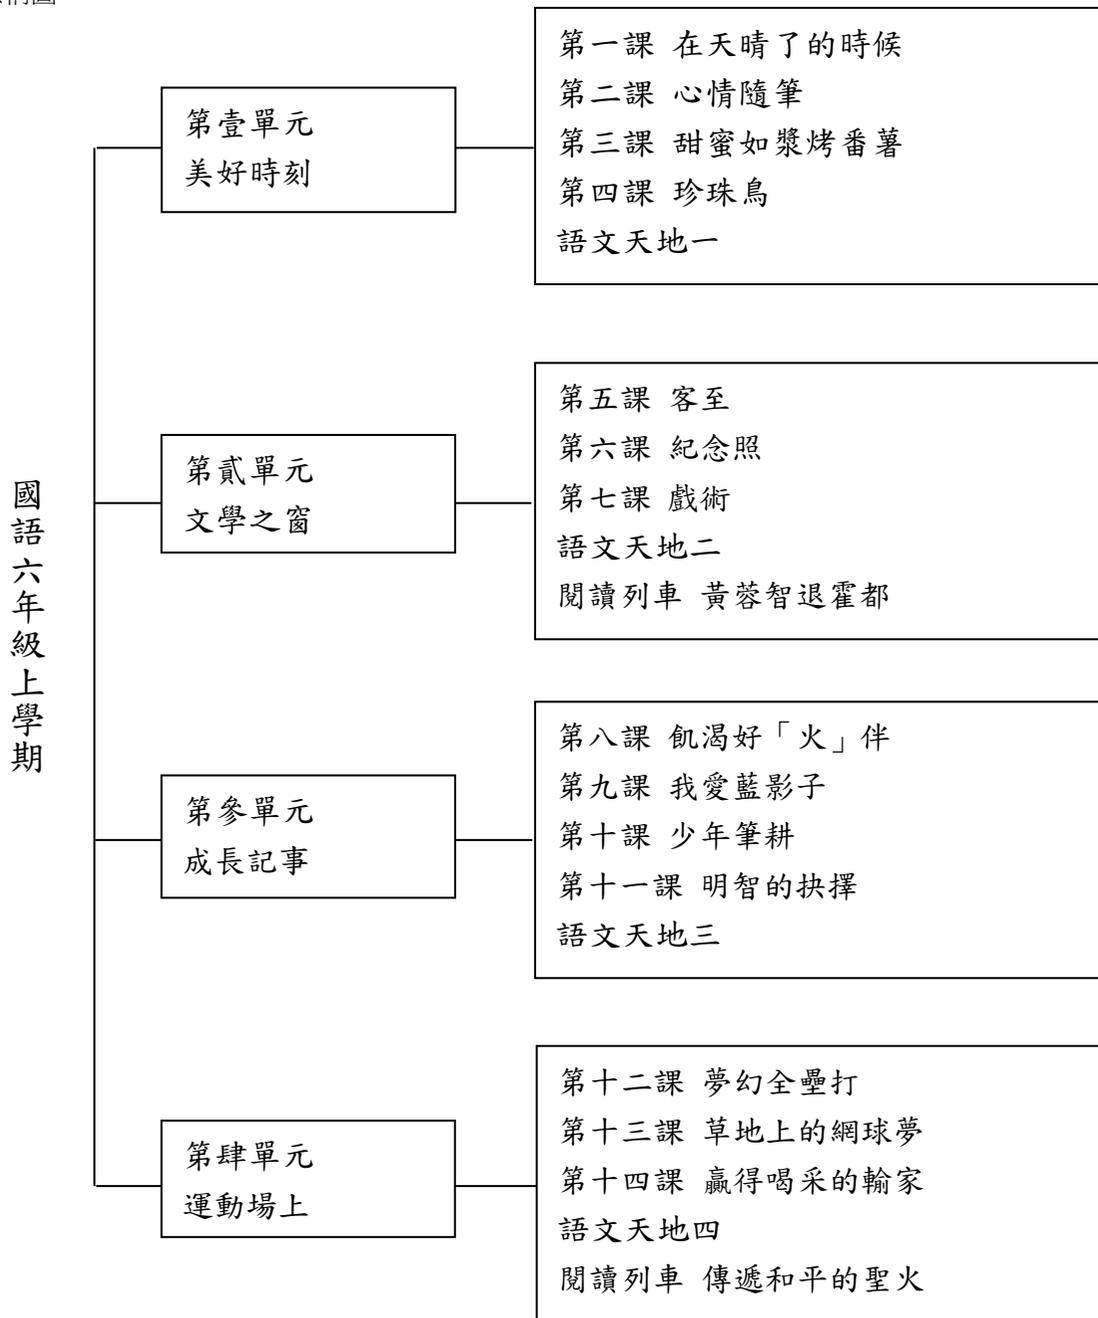 國語六年級上學期
第壹單元
美好時刻
第一課 在天晴了的時候
第二課 心情隨筆
第三課 甜蜜如漿烤番薯
第四課 珍珠鳥
語文天地一
第貳單元
文學之窗
第五課 客至
第六課 紀念照
第七課 戲術
語文天地二
閱讀列車 黃蓉智退霍都
第參單元
成長記事
第八課 飢渴好「火」伴
第九課 我愛藍影子
第十課 少年筆耕
第十一課 明智的抉擇
語文天地三
第肆單元
運動場上
第十二課 夢幻全壘打
第十三課 草地上的網球夢
第十四課 贏得喝采的輸家
語文天地四
閱讀列車 傳遞和平的聖火